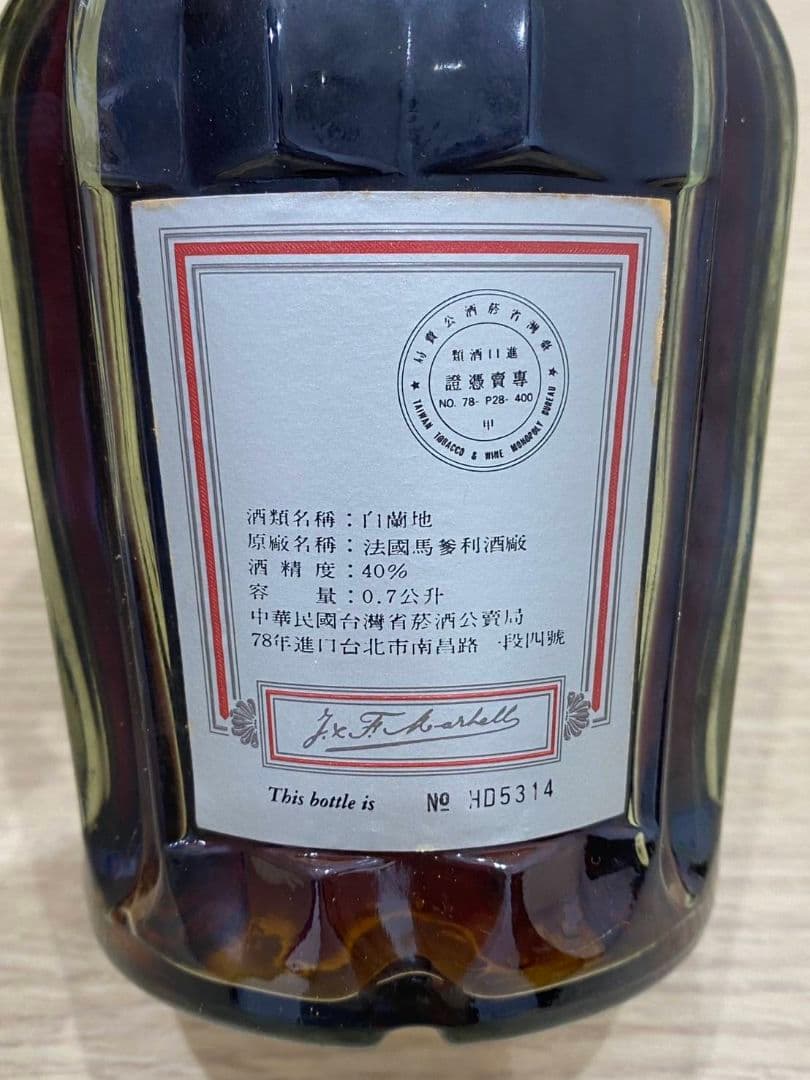 臺灣省菸酒公賣局
進口酒類
專賣憑證
NO. 78- P28- 400
甲
★ TAIWAN TOBACCO & WINE MONOPOLY BUREAU ★
酒類名稱：白蘭地
原廠名稱：法國馬爹利酒廠
酒精度：40%
容量：0.7公升
中華民國台灣省菸酒公賣局
78年進口台北市南昌路一段四號
J. & F. Martell
This bottle is № HD5314